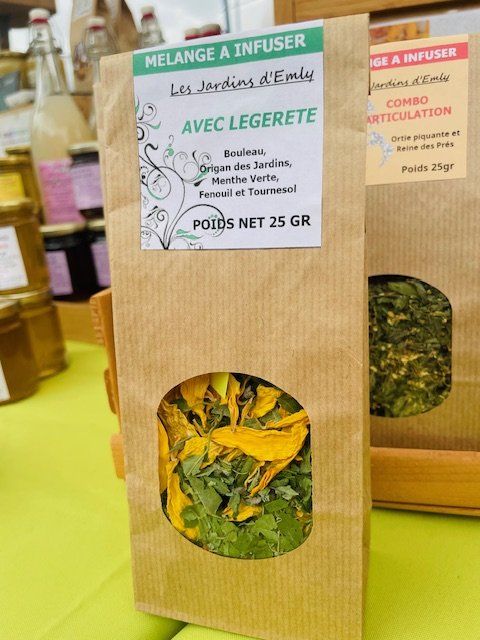 MELANGE A INFUSER
Les Jardins d'Emly
AVEC LEGERETE
Bouleau,
Origan des Jardins,
Menthe Verte,
Fenouil et Tournesol
POIDS NET 25 GR
NGE A INFUSER
Jardins d'Emly
COMBO
ARTICULATION
Ortie piquante et
Reine des Prés
Poids 25gr